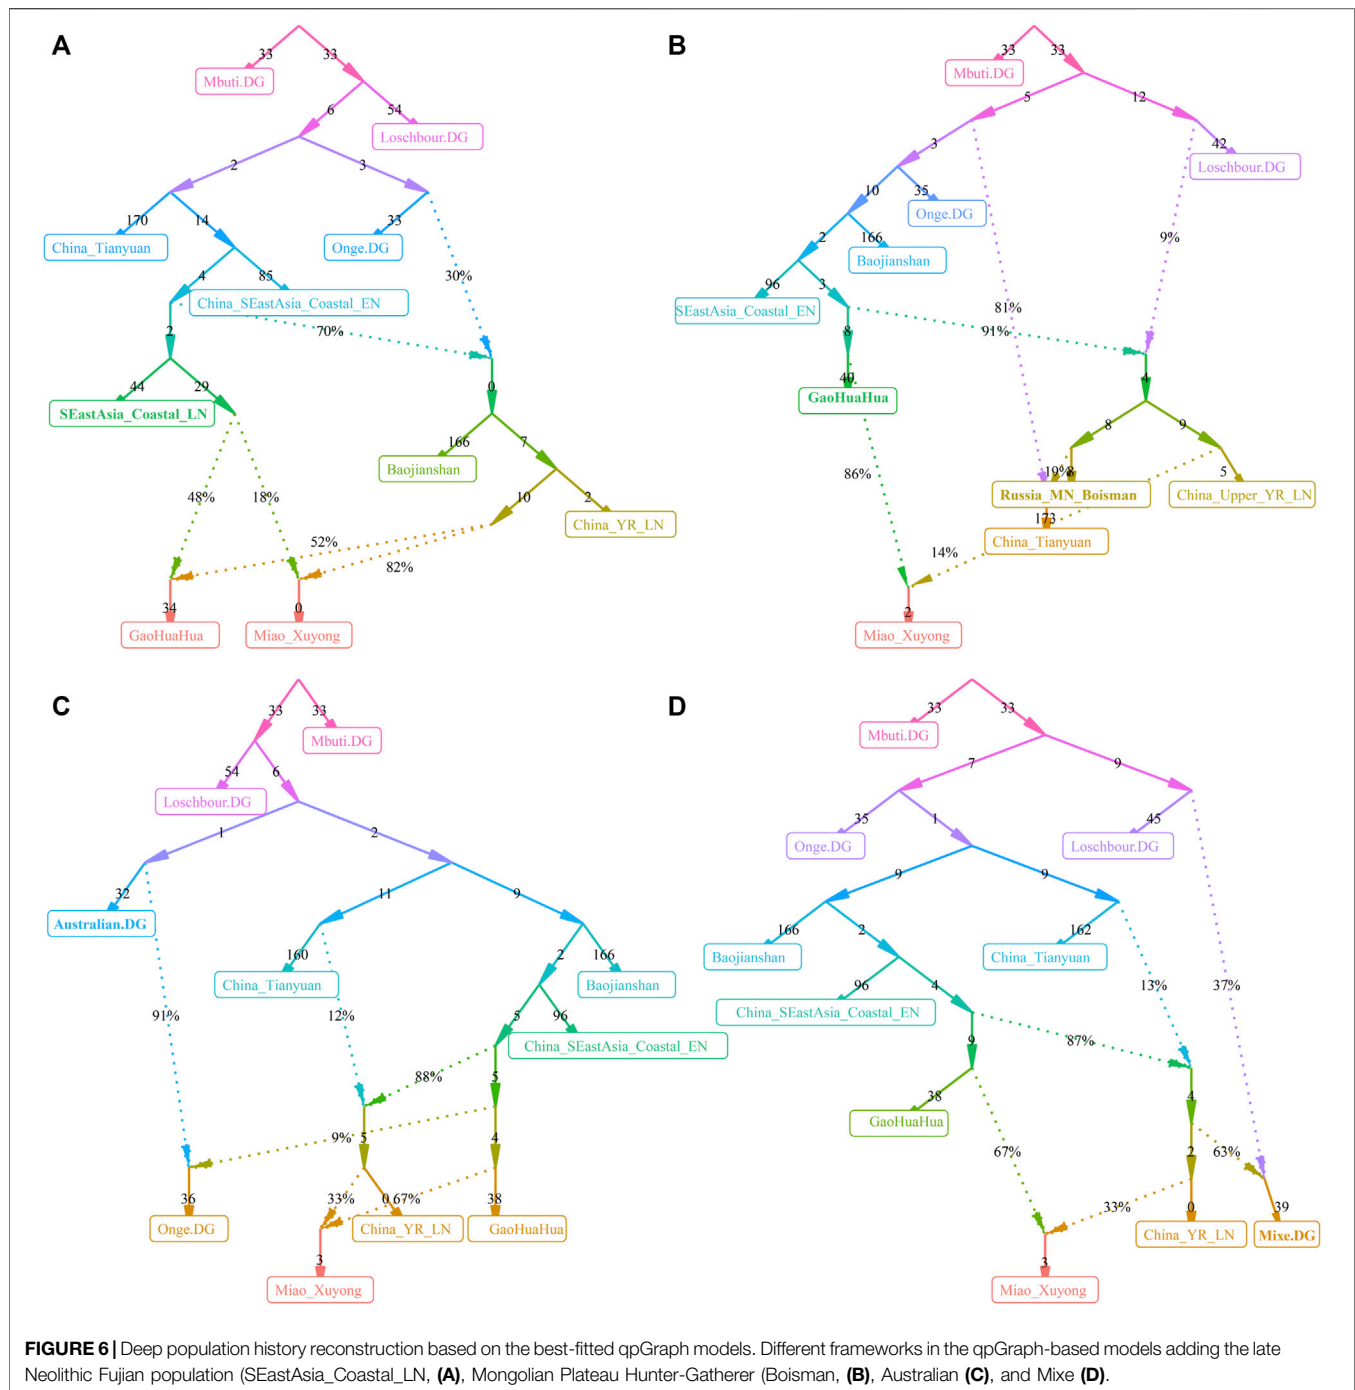 A
33
33
Mbuti.DG
6
54
Loschbour.DG
2
3
170
14
33
China_Tianyuan
Onge.DG
4
85
30%
China_SEastAsia_Coastal_EN
2
70%
44
29
0
SEastAsia_Coastal_LN
166
7
Baojianshan
48%
18%
10
2
China_YR_LN
52%
82%
34
0
GaoHuaHua
Miao_Xuyong
B
33
33
Mbuti.DG
5
12
3
42
Loschbour.DG
10
35
Onge.DG
2
166
9%
Baojianshan
96
3
SEastAsia_Coastal_EN
81%
8
91%
40
4
GaoHuaHua
8
9
86%
19%
8
5
Russia_MN_Boisman
China_Upper_YR_LN
173
China_Tianyuan
14%
2
Miao_Xuyong
C
33
33
Mbuti.DG
54
6
Loschbour.DG
1
2
32
11
9
Australian.DG
160
2
166
China_Tianyuan
Baojianshan
91%
12%
5
96
China_SEastAsia_Coastal_EN
88%
5
9%
5
4
36
33%
0
67%
38
Onge.DG
China_YR_LN
GaoHuaHua
3
Miao_Xuyong
D
33
33
Mbuti.DG
7
9
35
1
45
Onge.DG
Loschbour.DG
9
9
166
2
162
Baojianshan
China_Tianyuan
96
4
13%
37%
China_SEastAsia_Coastal_EN
9
87%
38
4
GaoHuaHua
67%
2
63%
33%
0
39
China_YR_LN
Mixe.DG
3
Miao_Xuyong
FIGURE 6 | Deep population history reconstruction based on the best-fitted qpGraph models. Different frameworks in the qpGraph-based models adding the late
Neolithic Fujian population (SEastAsia_Coastal_LN, (A), Mongolian Plateau Hunter-Gatherer (Boisman, (B), Australian (C), and Mixe (D).